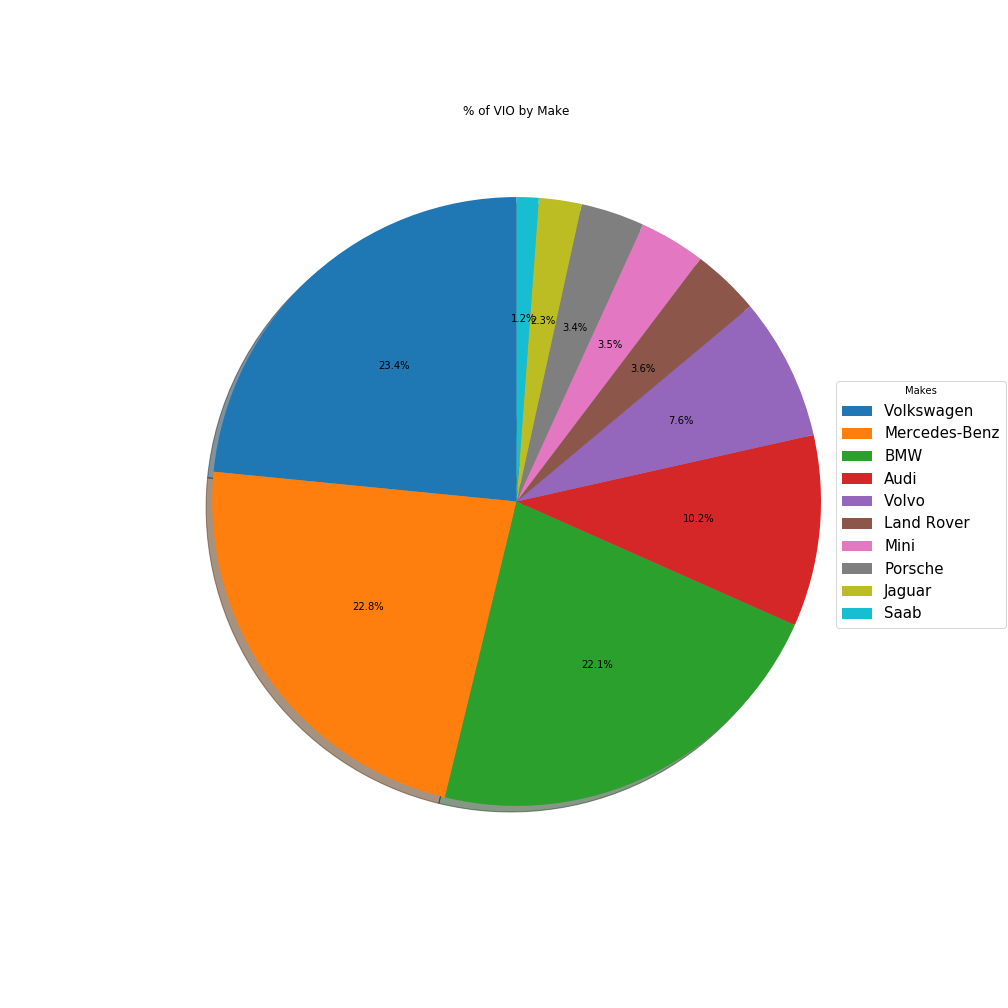 % of VIO by Make
1.2%
2.3%
3.4%
3.5%
3.6%
23.4%
7.6%
10.2%
22.8%
22.1%
Makes
Volkswagen
Mercedes-Benz
BMW
Audi
Volvo
Land Rover
Mini
Porsche
Jaguar
Saab